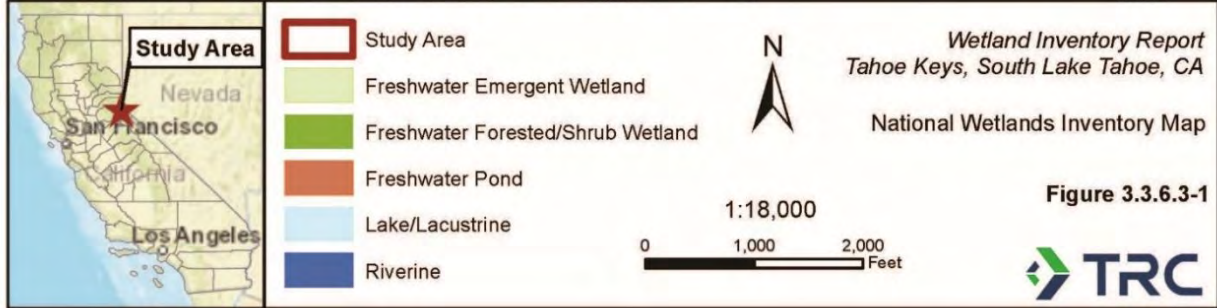 Study Area
Nevada
San Francisco
California
Los Angeles
Study Area
Freshwater Emergent Wetland
Freshwater Forested/Shrub Wetland
Freshwater Pond
Lake/Lacustrine
Riverine
N
1:18,000
0 1,000 2,000
Feet
Wetland Inventory Report
Tahoe Keys, South Lake Tahoe, CA
National Wetlands Inventory Map
Figure 3.3.6.3-1
TRC